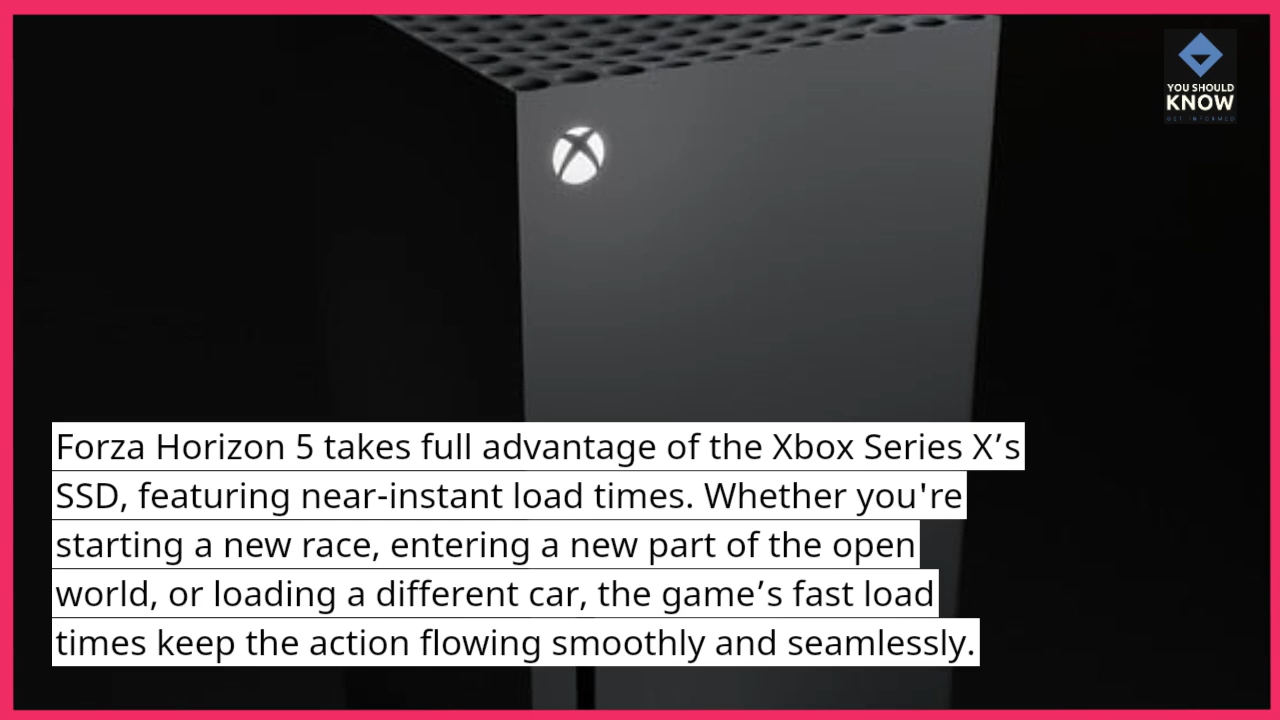 YOU SHOULD
KNOW
GET INFORMED
Forza Horizon 5 takes full advantage of the Xbox Series X’s
SSD, featuring near-instant load times. Whether you're
starting a new race, entering a new part of the open
world, or loading a different car, the game’s fast load
times keep the action flowing smoothly and seamlessly.